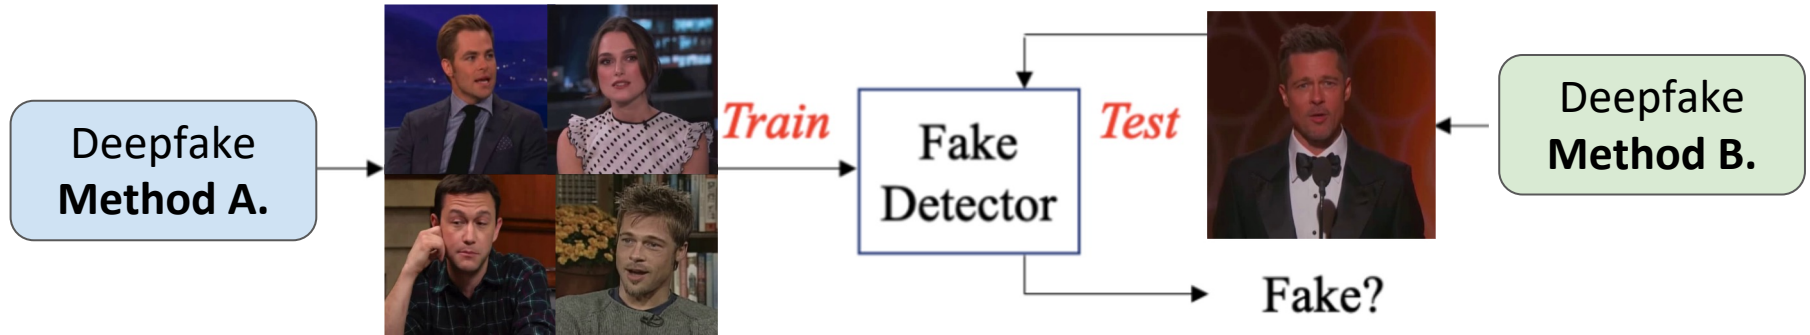 Deepfake
Method A.
Train
Fake
Detector
Test
Fake?
Deepfake
Method B.